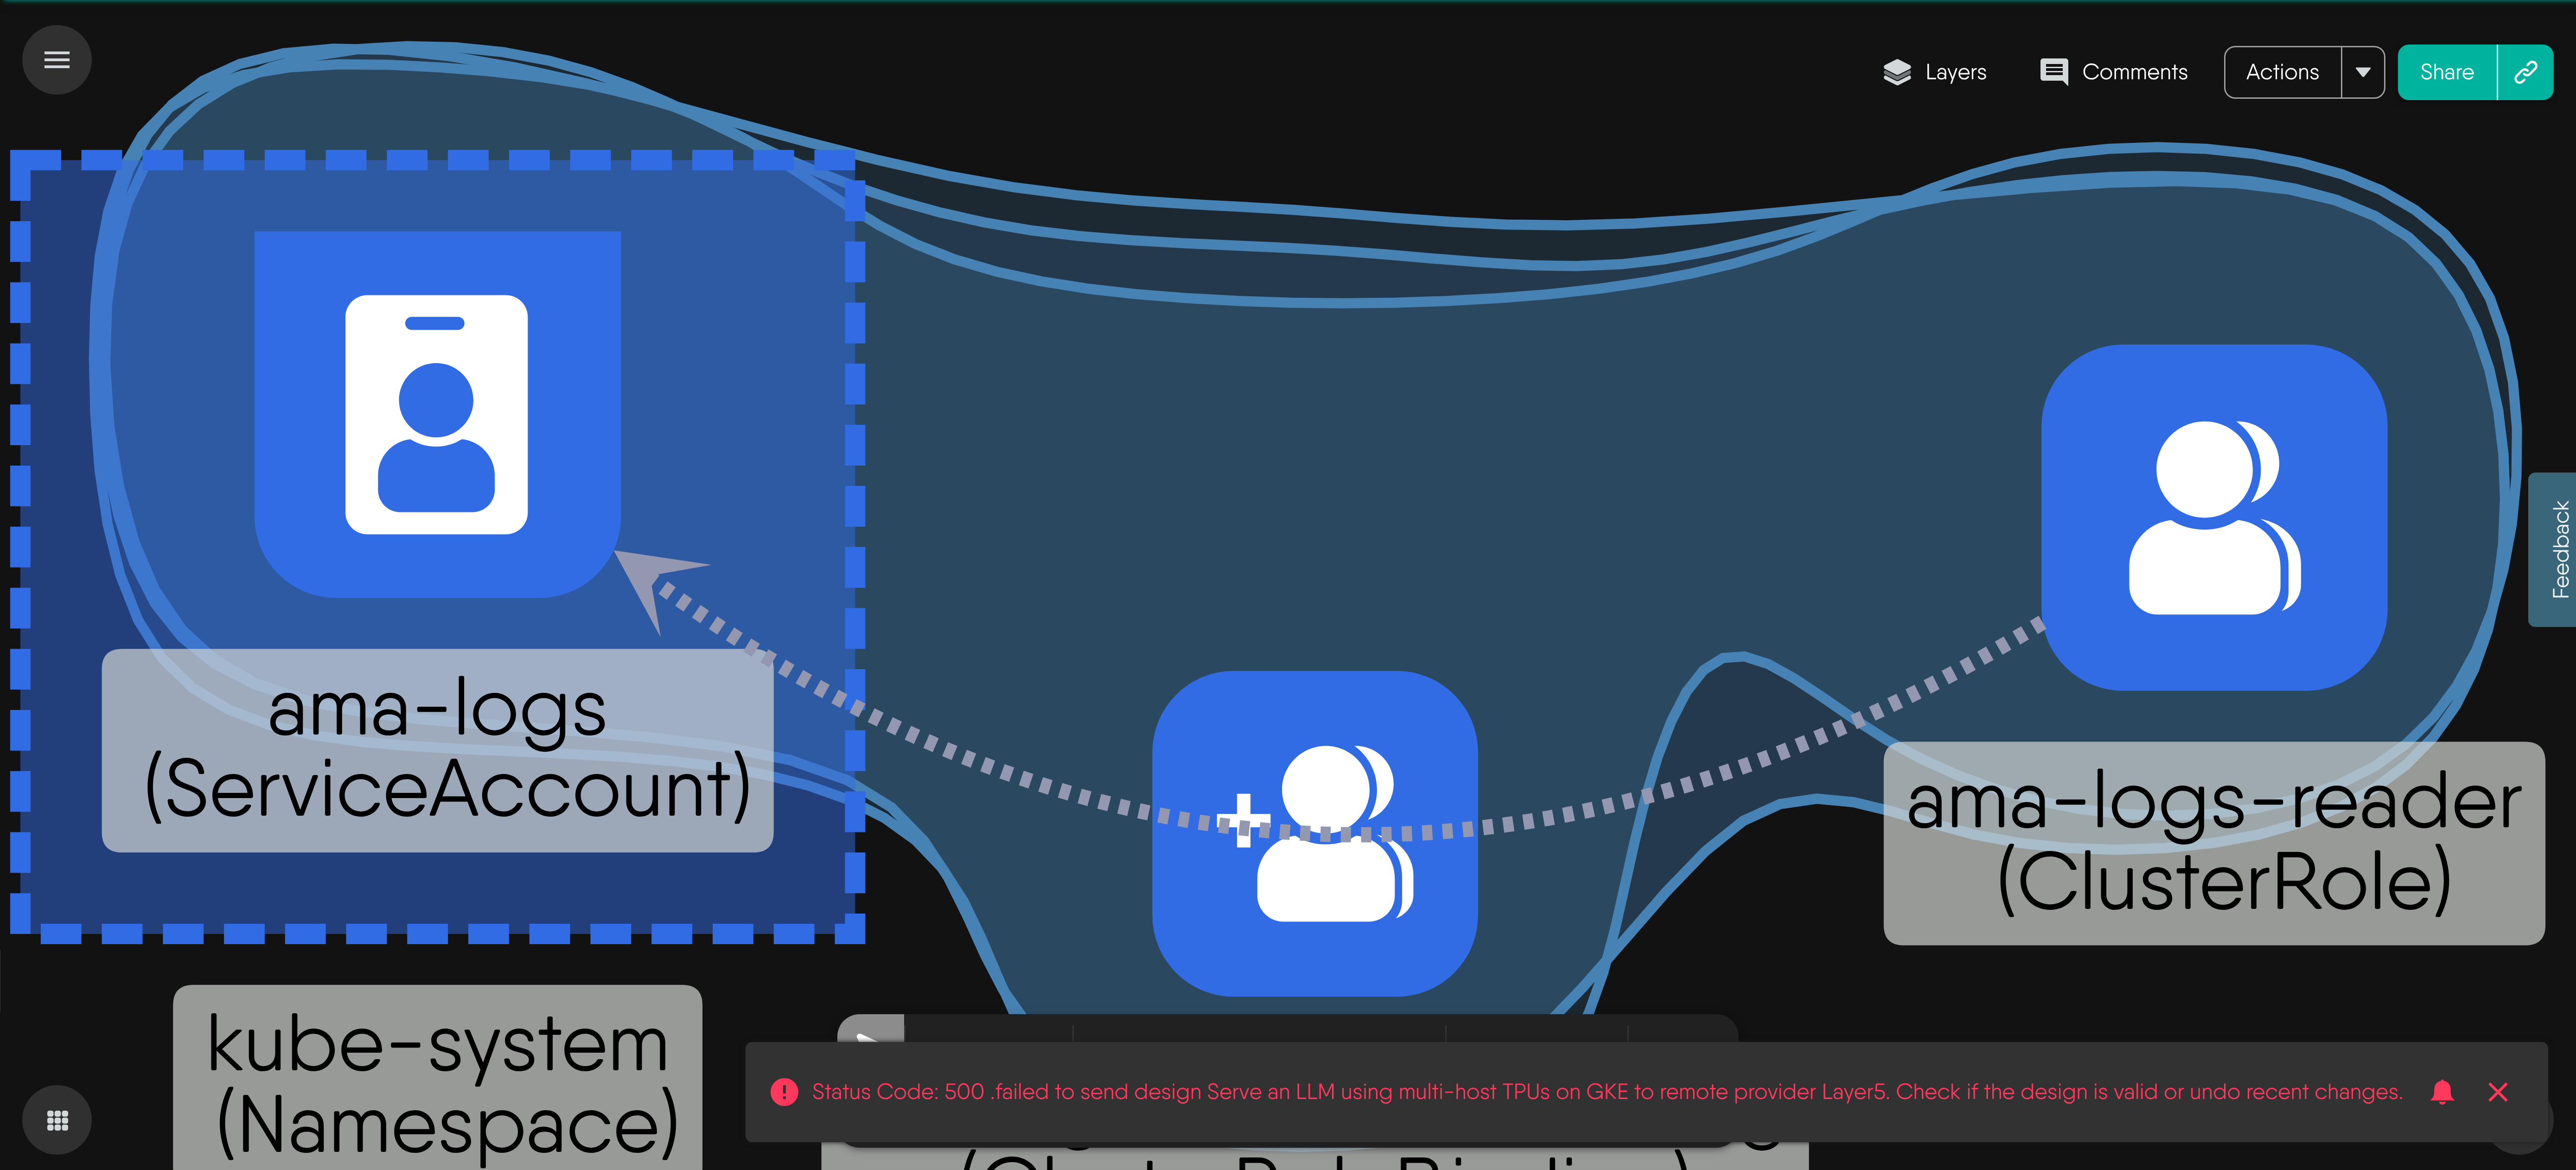 Layers
Comments
Actions
Share
Feedback
ama-logs
(ServiceAccount)
ama-logs-reader
(ClusterRole)
kube-system
(Namespace)
Status Code: 500 .failed to send design Serve an LLM using multi-host TPUs on GKE to remote provider Layer5. Check if the design is valid or undo recent changes.